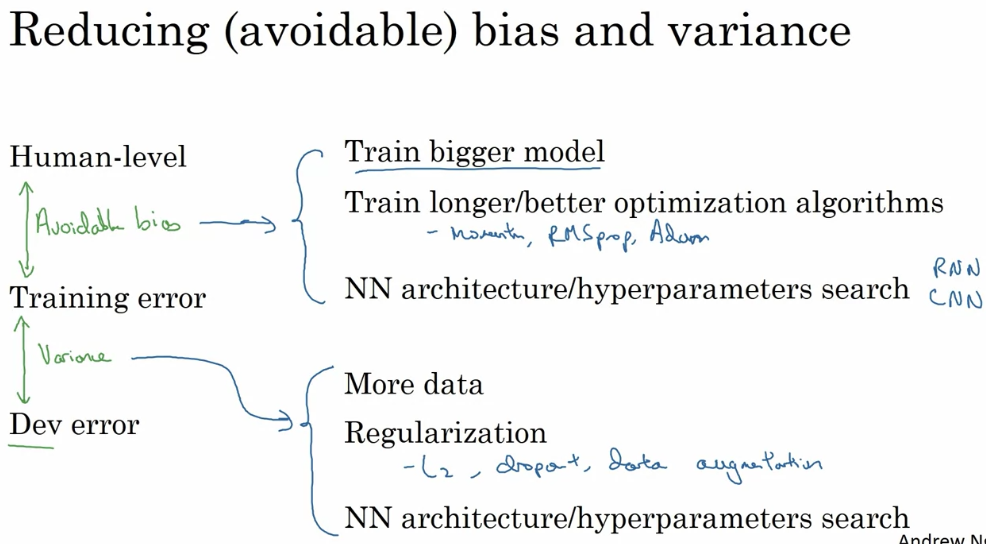 Reducing (avoidable) bias and variance
Human-level
Avoidable bias
Training error
Variance
Dev error
Train bigger model
Train longer/better optimization algorithms
- momentum, RMSprop, Adam
NN architecture/hyperparameters search
RNN
CNN
More data
Regularization
- L2, dropout, data augmentation
NN architecture/hyperparameters search
Andrew Ng